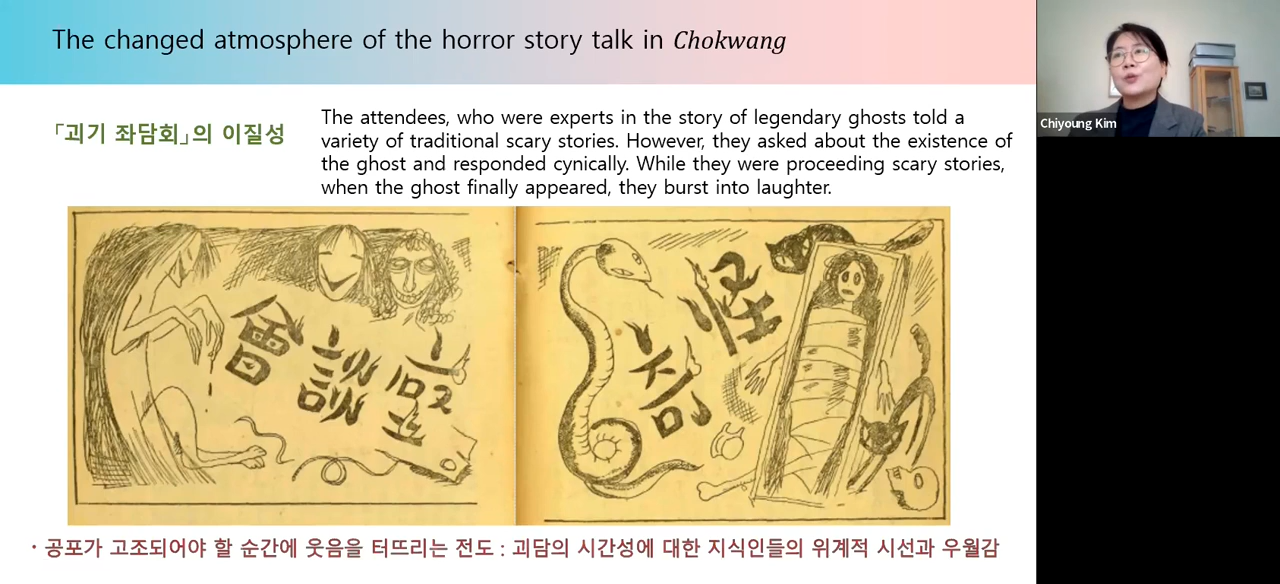 The changed atmosphere of the horror story talk in Chokwang
「괴기 좌담회」의 이질성
The attendees, who were experts in the story of legendary ghosts told a
variety of traditional scary stories. However, they asked about the existence of
the ghost and responded cynically. While they were proceeding scary stories,
when the ghost finally appeared, they burst into laughter.
怪奇座談會
· 공포가 고조되어야 할 순간에 웃음을 터뜨리는 전도 : 괴담의 시간성에 대한 지식인들의 위계적 시선과 우월감
Chiyoung Kim